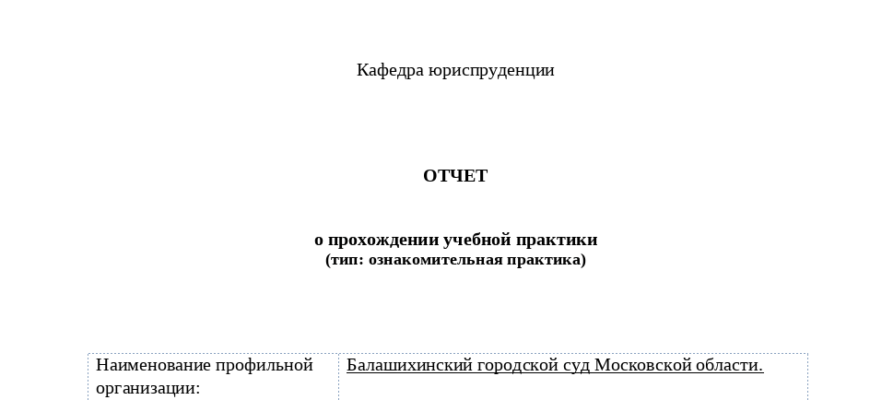 Кафедра юриспруденции
ОТЧЕТ
о прохождении учебной практики
(тип: ознакомительная практика)
Наименование профильной Балашихинский городской суд Московской области.
организации: